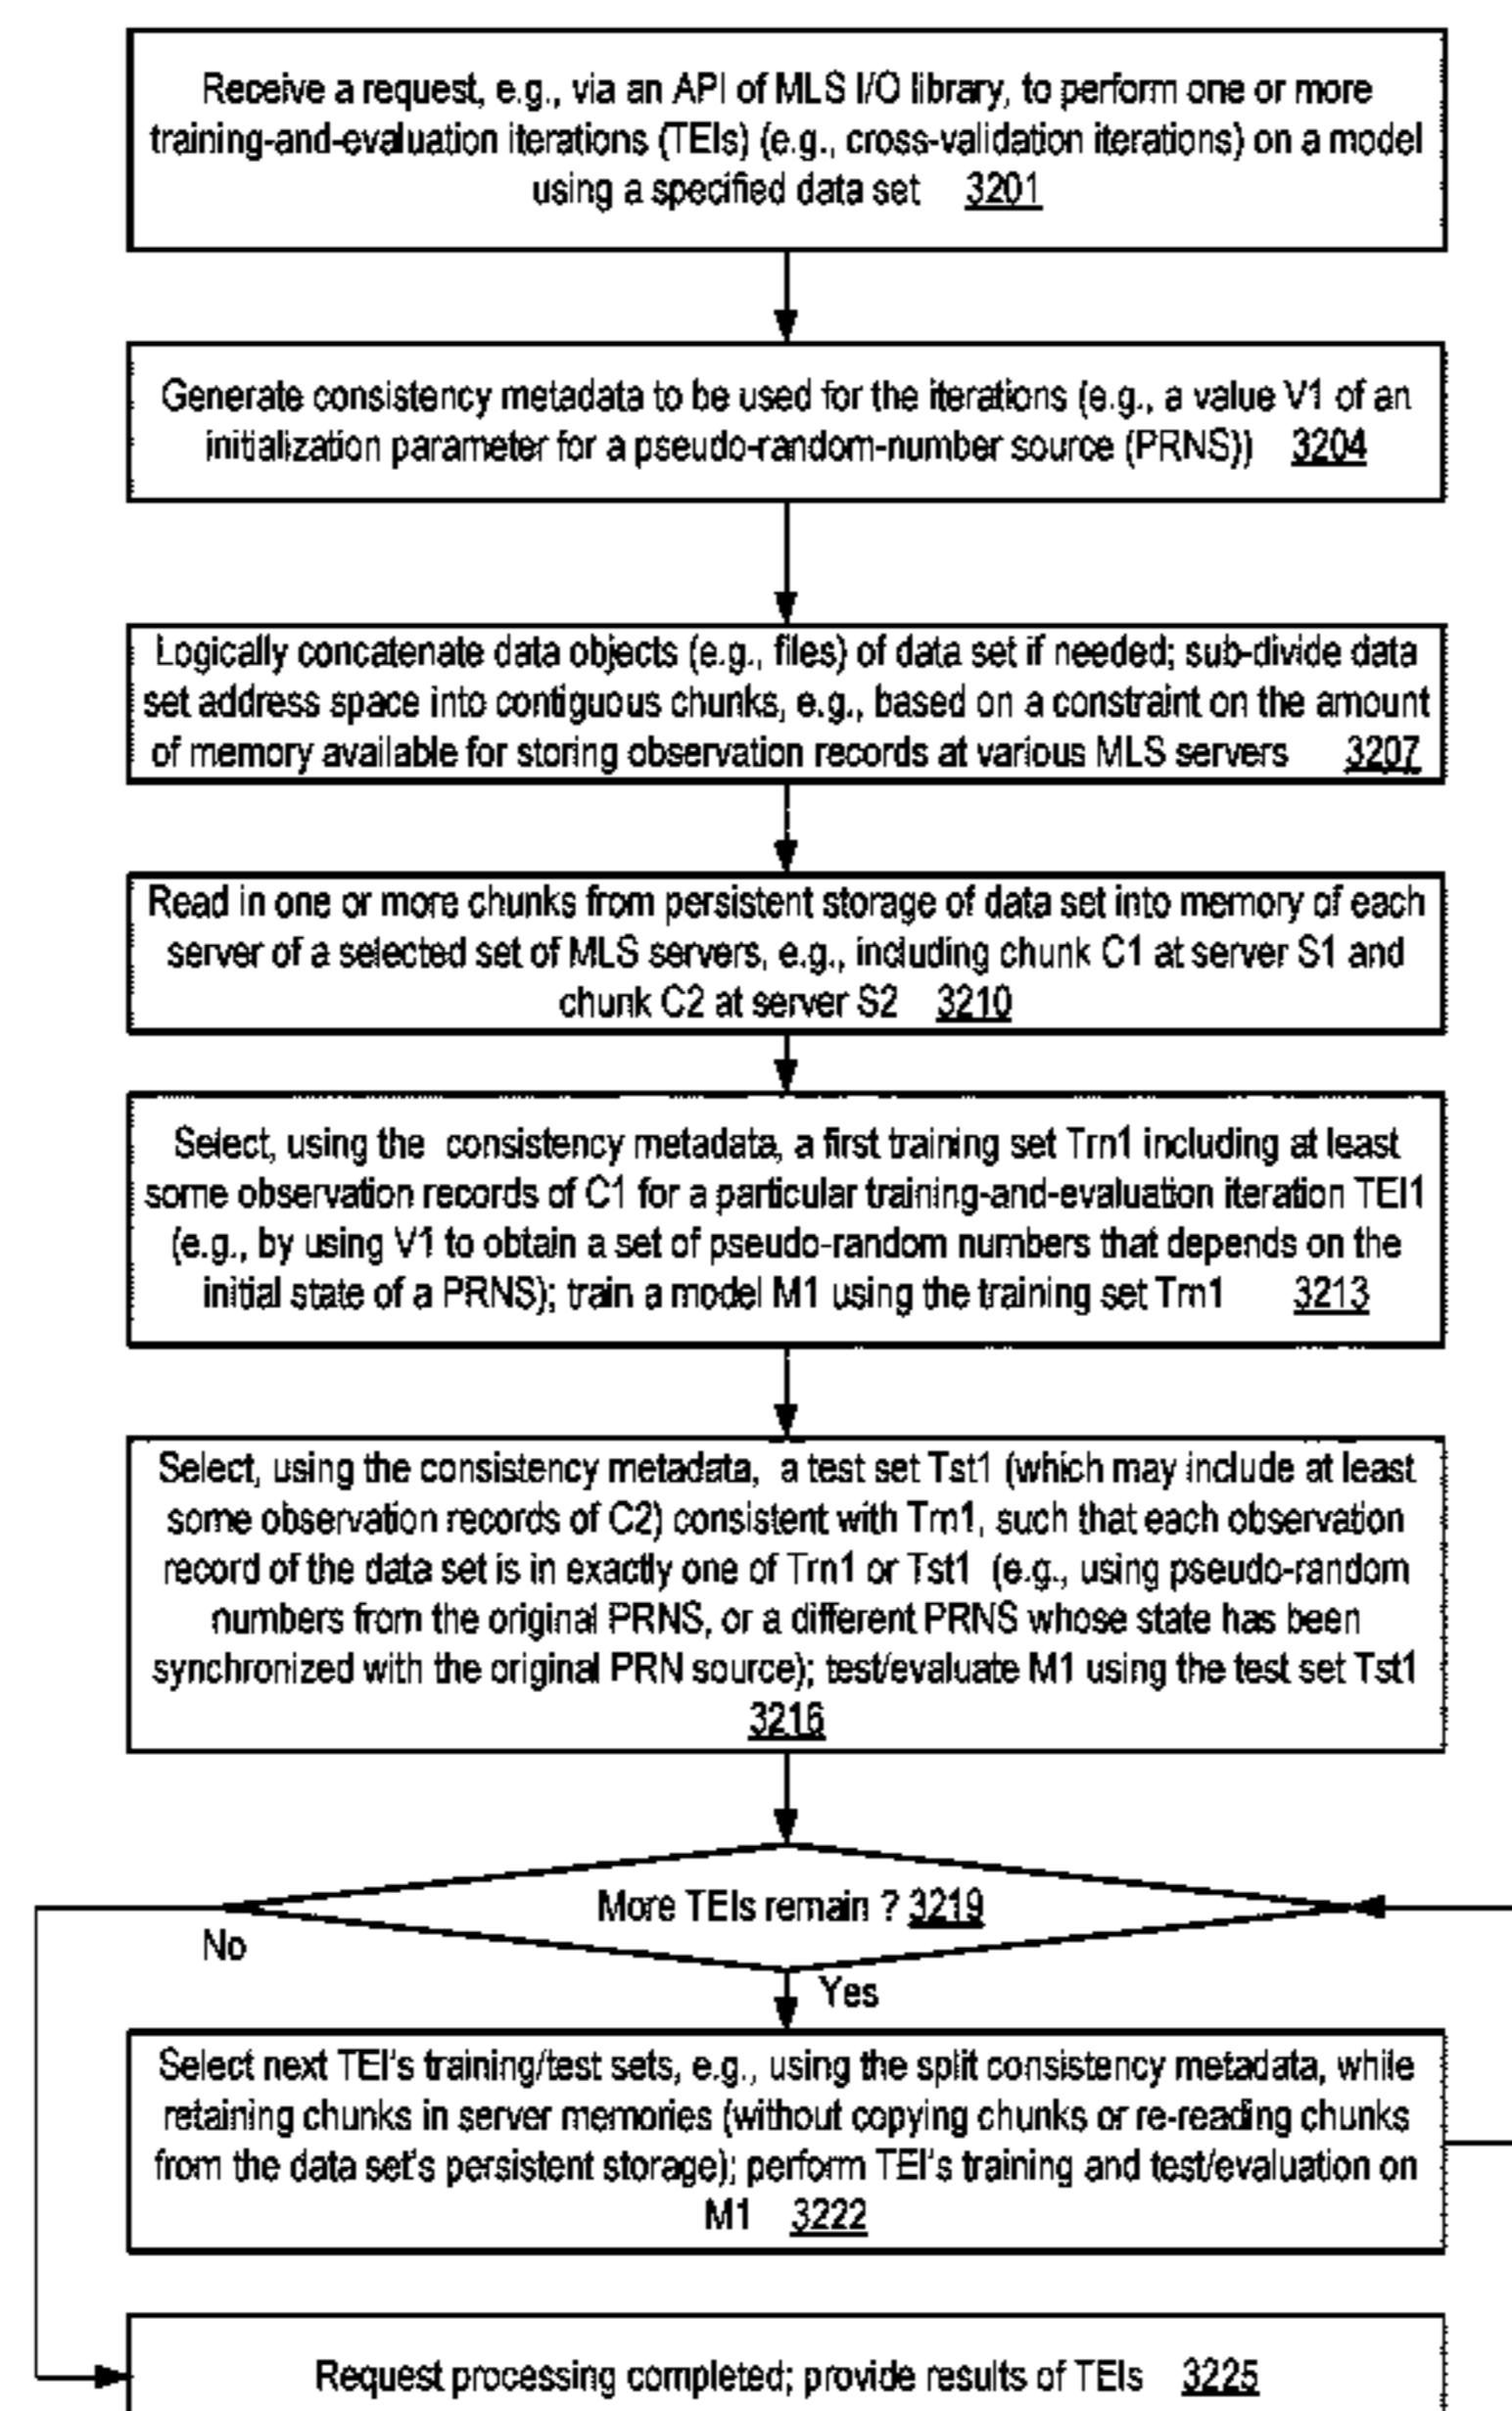 Receive a request, e.g., via an API of MLS I/O library, to perform one or more
training-and-evaluation iterations (TEIs) (e.g., cross-validation iterations) on a model
using a specified data set 3201
Generate consistency metadata to be used for the iterations (e.g., a value V1 of an
initialization parameter for a pseudo-random-number source (PRNS)) 3204
Logically concatenate data objects (e.g., files) of data set if needed; sub-divide data
set address space into contiguous chunks, e.g., based on a constraint on the amount
of memory available for storing observation records at various MLS servers 3207
Read in one or more chunks from persistent storage of data set into memory of each
server of a selected set of MLS servers, e.g., including chunk C1 at server S1 and
chunk C2 at server S2 3210
Select, using the consistency metadata, a first training set Trn1 including at least
some observation records of C1 for a particular training-and-evaluation iteration TEI1
(e.g., by using V1 to obtain a set of pseudo-random numbers that depends on the
initial state of a PRNS); train a model M1 using the training set Trn1 3213
Select, using the consistency metadata, a test set Tst1 (which may include at least
some observation records of C2) consistent with Trn1, such that each observation
record of the data set is in exactly one of Trn1 or Tst1 (e.g., using pseudo-random
numbers from the original PRNS, or a different PRNS whose state has been
synchronized with the original PRN source); test/evaluate M1 using the test set Tst1
3216
More TEIs remain ? 3219
No
Yes
Select next TEI's training/test sets, e.g., using the split consistency metadata, while
retaining chunks in server memories (without copying chunks or re-reading chunks
from the data set's persistent storage); perform TEI's training and test/evaluation on
M1 3222
Request processing completed; provide results of TEIs 3225